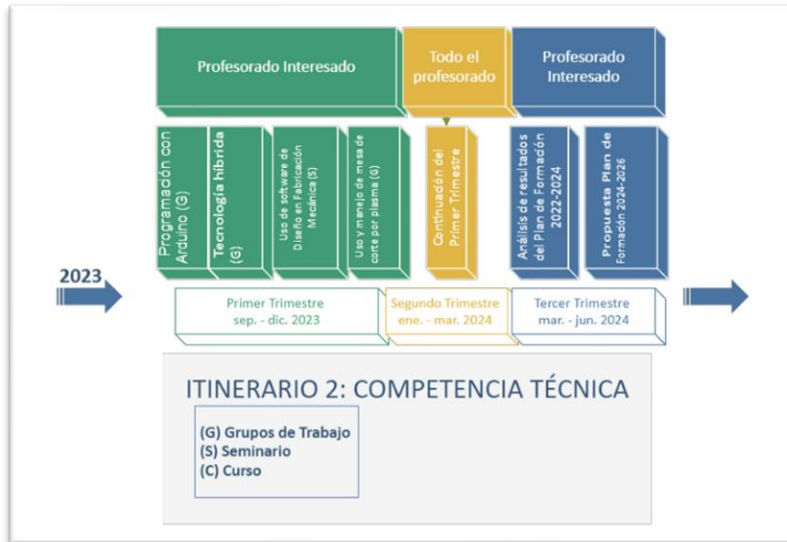 Profesorado Interesado
Todo el
profesorado
Profesorado
Interesado
Programación con
Arduino (G)
Tecnología híbrida
(G)
Uso de software de
Diseño en Fabricación
Mecánica (S)
Uso y manejo de mesa de
corte por plasma (G)
Continuación del
Primer Trimestre
Análisis de resultados
del Plan de Formación
2022-2024
Propuesta Plan de
Formación 2024-2026
2023
Primer Trimestre
sep. - dic. 2023
Segundo Trimestre
ene. - mar. 2024
Tercer Trimestre
mar. - jun. 2024
ITINERARIO 2: COMPETENCIA TÉCNICA
(G) Grupos de Trabajo
(S) Seminario
(C) Curso